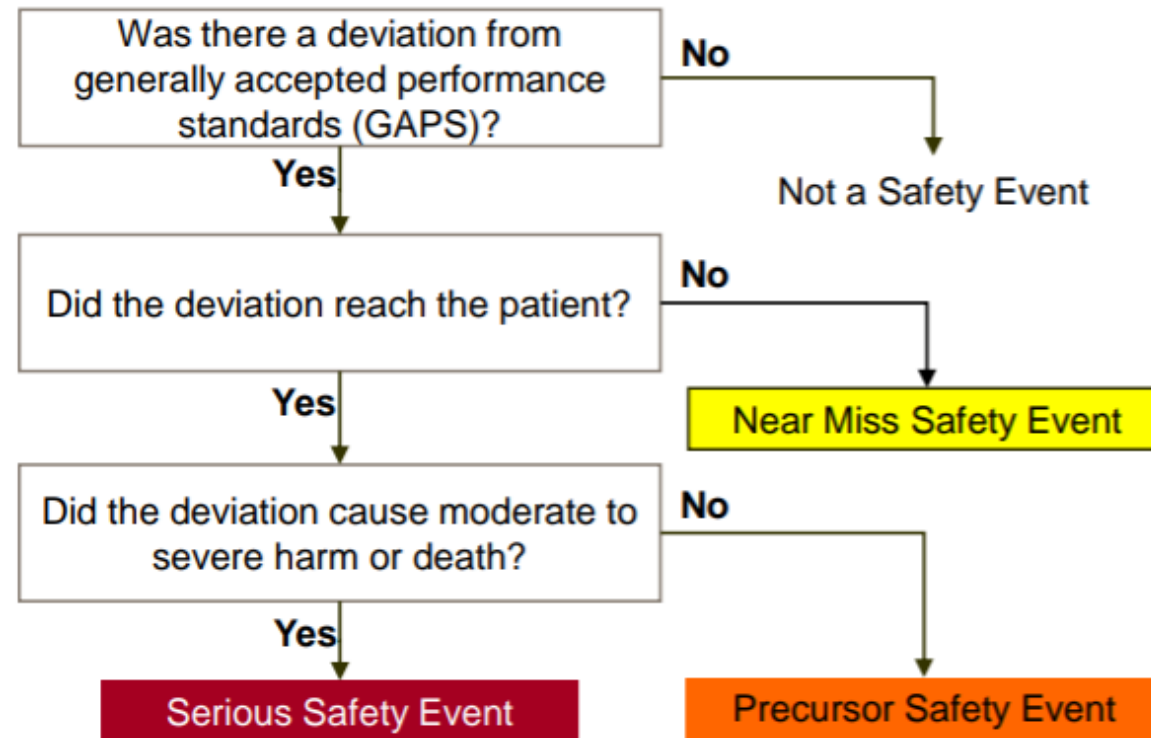 Was there a deviation from
generally accepted performance
standards (GAPS)?
No
Yes
Not a Safety Event
Did the deviation reach the patient?
No
Yes
Near Miss Safety Event
Did the deviation cause moderate to
severe harm or death?
No
Yes
Serious Safety Event
Precursor Safety Event